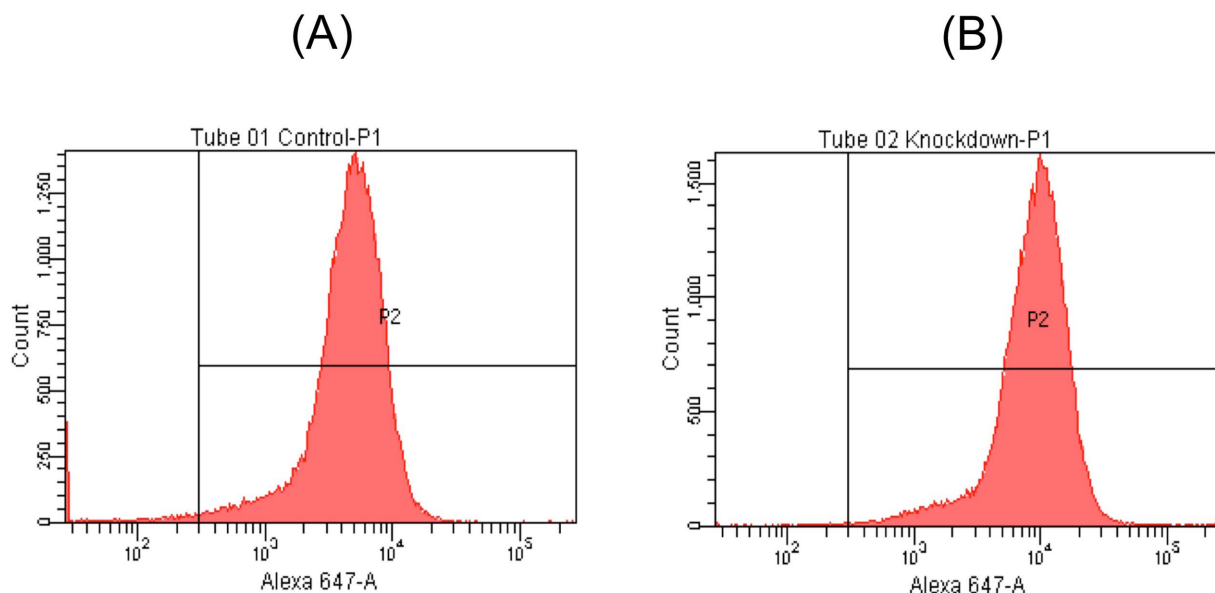 (A)
(B)
Tube 01 Control-P1
Count
0
250
500
750
1,000
1,250
P2
10²
10³
10⁴
10⁵
Alexa 647-A
Tube 02 Knockdown-P1
Count
0
500
1,000
1,500
P2
10²
10³
10⁴
10⁵
Alexa 647-A